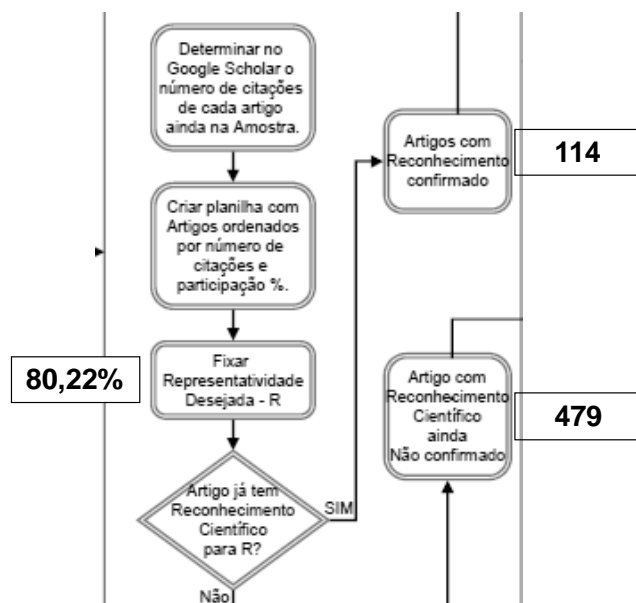 Determinar no
Google Scholar o
número de citações
de cada artigo
ainda na Amostra.
Artigos com
Reconhecimento
confirmado
114
Criar planilha com
Artigos ordenados
por número de
citações e
participação %.
80,22%
Fixar
Representatividade
Desejada - R
Artigo com
Reconhecimento
Científico
ainda
Não confirmado
479
Artigo já tem
Reconhecimento
Científico
para R?
SIM
Não